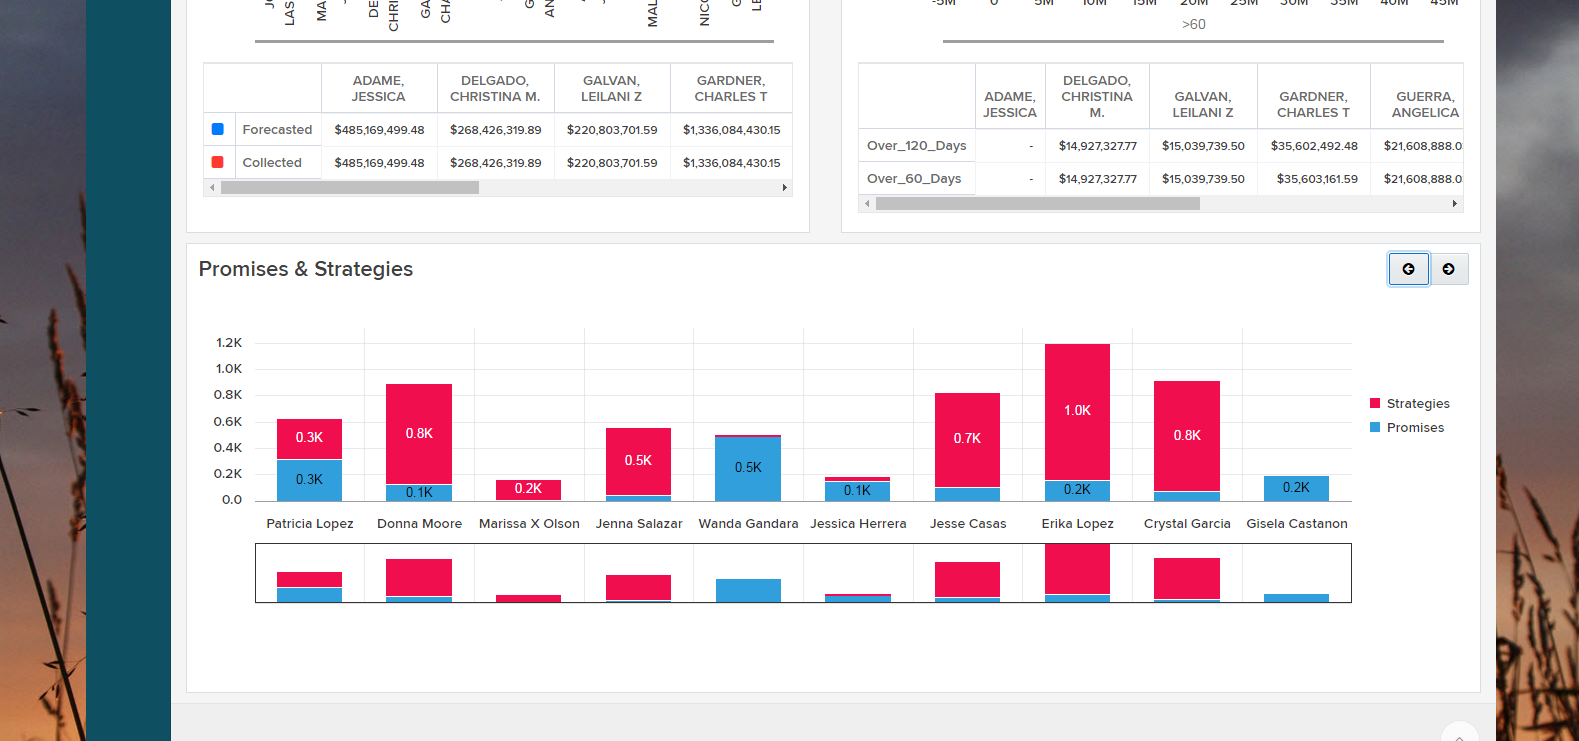 LAS
MA
DE
CHRI
GA
CHA
G
AN
MAL
NICO
G
LE
-5M 0 5M 10M 15M 20M 25M 30M 35M 40M 45M
>60
ADAME, JESSICA
DELGADO, CHRISTINA M.
GALVAN, LEILANI Z
GARDNER, CHARLES T
Forecasted $485,169,499.48 $268,426,319.89 $220,803,701.59 $1,336,084,430.15
Collected $485,169,499.48 $268,426,319.89 $220,803,701.59 $1,336,084,430.15
ADAME, JESSICA
DELGADO, CHRISTINA M.
GALVAN, LEILANI Z
GARDNER, CHARLES T
GUERRA, ANGELICA
Over_120_Days - $14,927,327.77 $15,039,739.50 $35,602,492.48 $21,608,888.0
Over_60_Days - $14,927,327.77 $15,039,739.50 $35,603,161.59 $21,608,888.0
Promises & Strategies
1.2K
1.0K
0.8K
0.6K
0.4K
0.2K
0.0
0.3K
0.3K
0.8K
0.1K
0.2K
0.5K
0.5K
0.1K
0.7K
1.0K
0.2K
0.8K
0.2K
Strategies
Promises
Patricia Lopez Donna Moore Marissa X Olson Jenna Salazar Wanda Gandara Jessica Herrera Jesse Casas Erika Lopez Crystal Garcia Gisela Castanon